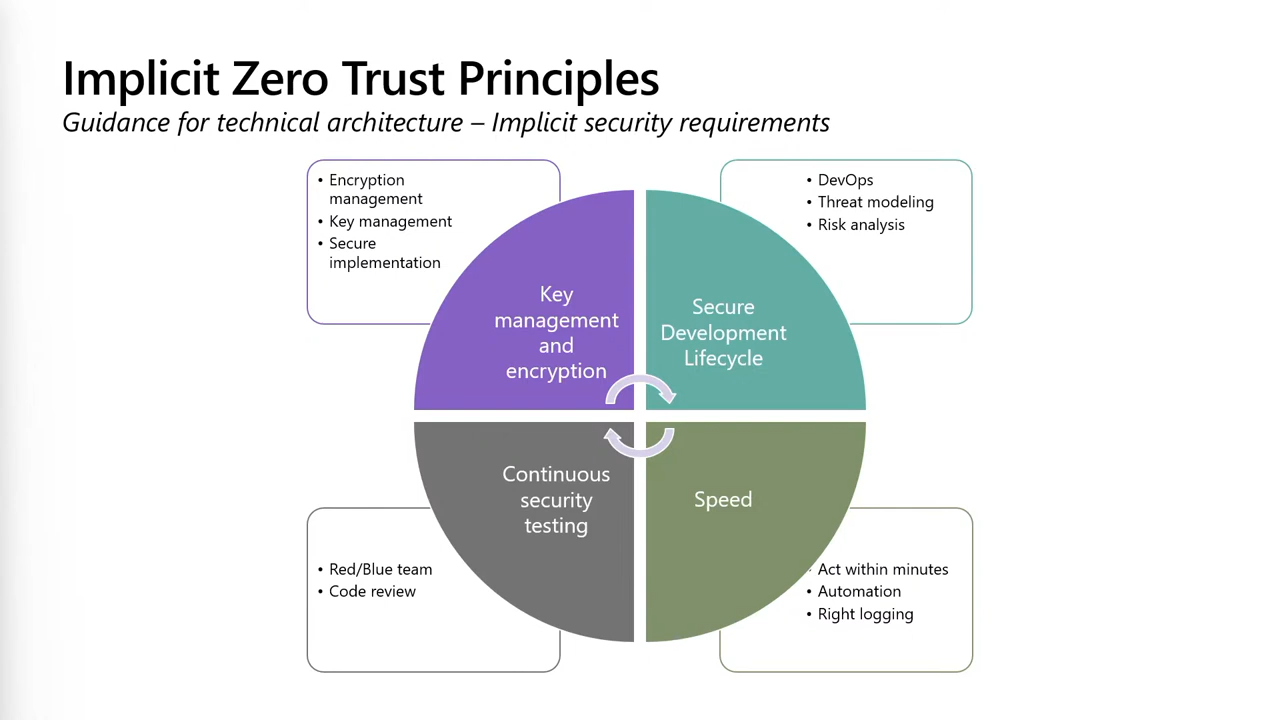 Implicit Zero Trust Principles
Guidance for technical architecture – Implicit security requirements
• Encryption
management
• Key management
• Secure
implementation
• DevOps
• Threat modeling
• Risk analysis
Key
management
and
encryption
Secure
Development
Lifecycle
Continuous
security
testing
Speed
• Red/Blue team
• Code review
• Act within minutes
• Automation
• Right logging